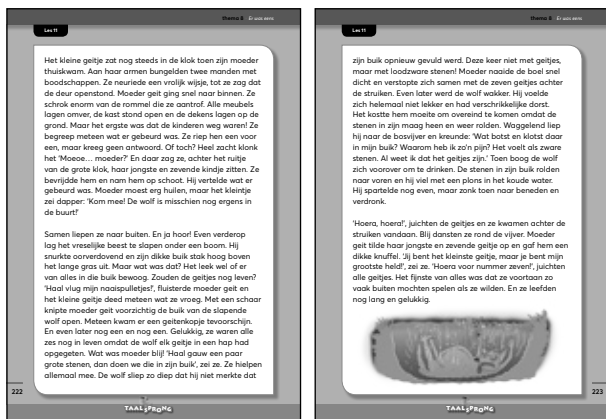 thema 8 Er was eens
Les 11
Het kleine geitje zat nog steeds in de klok toen zijn moeder
thuiskwam. Aan haar armen bungelden twee manden met
boodschappen. Ze neuriede een vrolijk wijsje, tot ze zag dat
de deur openstond. Moeder geit ging snel naar binnen. Ze
schrok enorm van de rommel die ze aantrof. Alle meubels
lagen omver, de kast stond open en de dekens lagen op de
grond. Maar het ergste was dat de kinderen weg waren! Ze
begreep meteen wat er gebeurd was. Ze riep hen een voor
een, maar kreeg geen antwoord. Of toch? Heel zacht klonk
het 'Moeoe... moeder?' En daar zag ze, achter het ruitje
van de grote klok, haar jongste en zevende kindje zitten. Ze
bevrijdde hem en nam hem op schoot. Hij vertelde wat er
gebeurd was. Moeder moest erg huilen, maar het kleintje
zei dapper: 'Kom mee! De wolf is misschien nog ergens in
de buurt!'
Samen liepen ze naar buiten. En ja hoor! Even verderop
lag het vreselijke beest te slapen onder een boom. Hij
snurkte oorverdovend en zijn dikke buik stak hoog boven
het lange gras uit. Maar wat was dat? Het leek wel of er
van alles in die buik bewoog. Zouden de geitjes nog leven?
'Haal vlug mijn naaispulletjes!', fluisterde moeder geit en
het kleine geitje deed meteen wat ze vroeg. Met een schaar
knipte moeder geit voorzichtig de buik van de slapende
wolf open. Meteen kwam er een geitenkopje tevoorschijn.
En even later nog een en nog een. Gelukkig, ze waren alle
zes nog in leven omdat de wolf elk geitje in een hap had
opgegeten. Wat was moeder blij! 'Haal gauw een paar
grote stenen, dan doen we die in zijn buik', zei ze. Ze hielpen
allemaal mee. De wolf sliep zo diep dat hij niet merkte dat
222
TAALSPRONG
thema 8 Er was eens
Les 11
zijn buik opnieuw gevuld werd. Deze keer niet met geitjes,
maar met loodzware stenen! Moeder naaide de boel snel
dicht en verstopte zich samen met de zeven geitjes achter
de struiken. Even later werd de wolf wakker. Hij voelde
zich helemaal niet lekker en had verschrikkelijke dorst.
Het kostte hem moeite om overeind te komen omdat de
stenen in zijn maag heen en weer rolden. Waggelend liep
hij naar de bosvijver en kreunde: 'Wat botst en klotst daar
in mijn buik? Waarom heb ik zo'n pijn? Het voelt als zware
stenen. Al weet ik dat het geitjes zijn.' Toen boog de wolf
zich voorover om te drinken. De stenen in zijn buik rolden
naar voren en hij viel met een plons in het koude water.
Hij spartelde nog even, maar zonk toen naar beneden en
verdronk.
'Hoera, hoera!', juichten de geitjes en ze kwamen achter de
struiken vandaan. Blij dansten ze rond de vijver. Moeder
geit tilde haar jongste en zevende geitje op en gaf hem een
dikke knuffel. 'Jij bent het kleinste geitje, maar je bent mijn
grootste held!', zei ze. 'Hoera voor nummer zeven!', juichten
alle geitjes. Het fijnste van alles was dat ze voortaan zo
vaak buiten mochten spelen als ze wilden. En ze leefden
nog lang en gelukkig.
223
TAALSPRONG